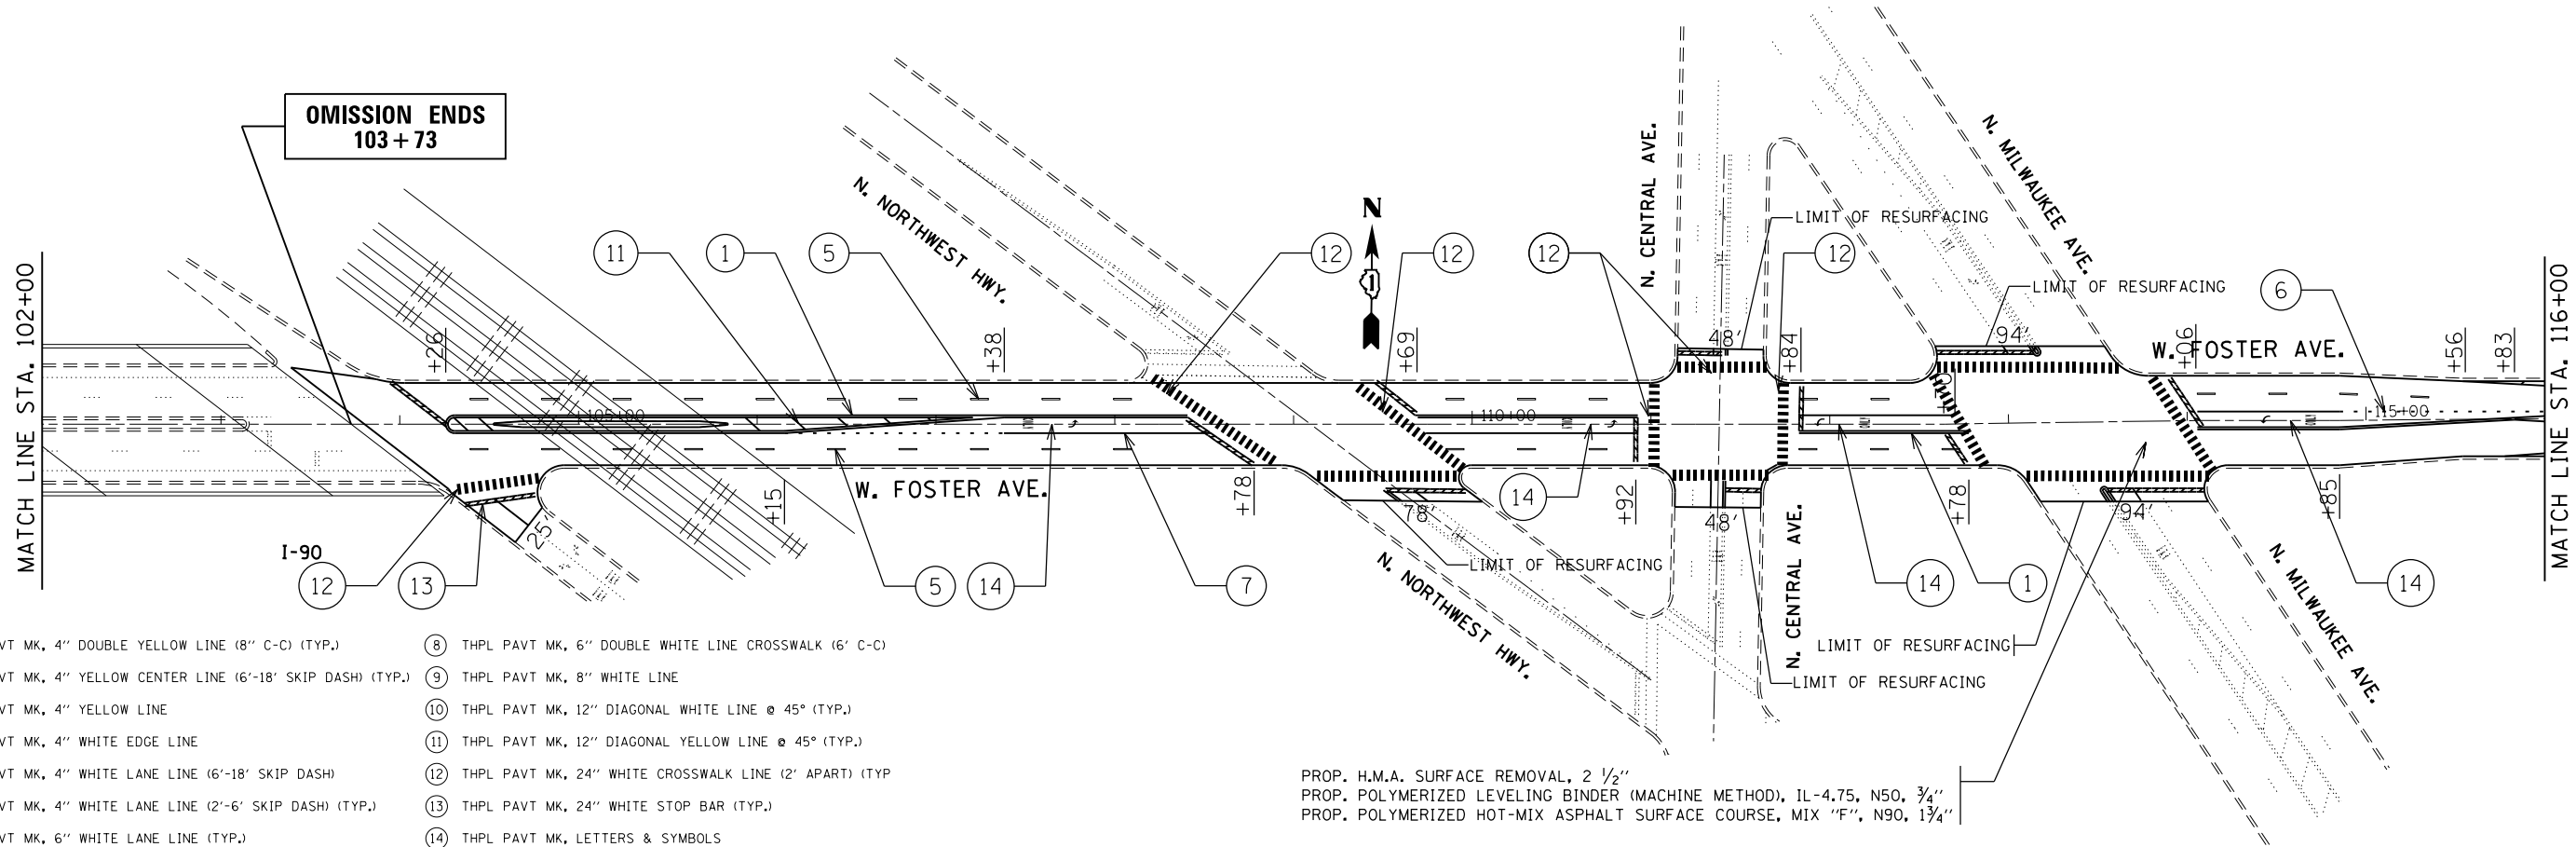 OMISSION ENDS
103+73
MATCH LINE STA. 102+00
MATCH LINE STA. 116+00
N
1
N. NORTHWEST HWY.
N. CENTRAL AVE.
N. MILWAUKEE AVE.
LIMIT OF RESURFACING
LIMIT OF RESURFACING
11
1
5
12
12
12
12
6
+26
+38
+69
48'
+84
94'
+06
W. FOSTER AVE.
+56
+83
105+00
110+00
115+00
W. FOSTER AVE.
+15
+78
78'
+92
48'
+78
94'
+85
25'
I-90
12
13
5
14
7
14
14
1
14
LIMIT OF RESURFACING
N. NORTHWEST HWY.
N. CENTRAL AVE.
LIMIT OF RESURFACING
LIMIT OF RESURFACING
N. MILWAUKEE AVE.
VT MK, 4" DOUBLE YELLOW LINE (8" C-C) (TYP.)
VT MK, 4" YELLOW CENTER LINE (6'-18' SKIP DASH) (TYP.)
VT MK, 4" YELLOW LINE
VT MK, 4" WHITE EDGE LINE
VT MK, 4" WHITE LANE LINE (6'-18' SKIP DASH)
VT MK, 4" WHITE LANE LINE (2'-6' SKIP DASH) (TYP.)
VT MK, 6" WHITE LANE LINE (TYP.)
8 THPL PAVT MK, 6" DOUBLE WHITE LINE CROSSWALK (6' C-C)
9 THPL PAVT MK, 8" WHITE LINE
10 THPL PAVT MK, 12" DIAGONAL WHITE LINE @ 45° (TYP.)
11 THPL PAVT MK, 12" DIAGONAL YELLOW LINE @ 45° (TYP.)
12 THPL PAVT MK, 24" WHITE CROSSWALK LINE (2' APART) (TYP
13 THPL PAVT MK, 24" WHITE STOP BAR (TYP.)
14 THPL PAVT MK, LETTERS & SYMBOLS
PROP. H.M.A. SURFACE REMOVAL, 2 1/2"
PROP. POLYMERIZED LEVELING BINDER (MACHINE METHOD), IL-4.75, N50, 3/4"
PROP. POLYMERIZED HOT-MIX ASPHALT SURFACE COURSE, MIX "F", N90, 1 3/4"